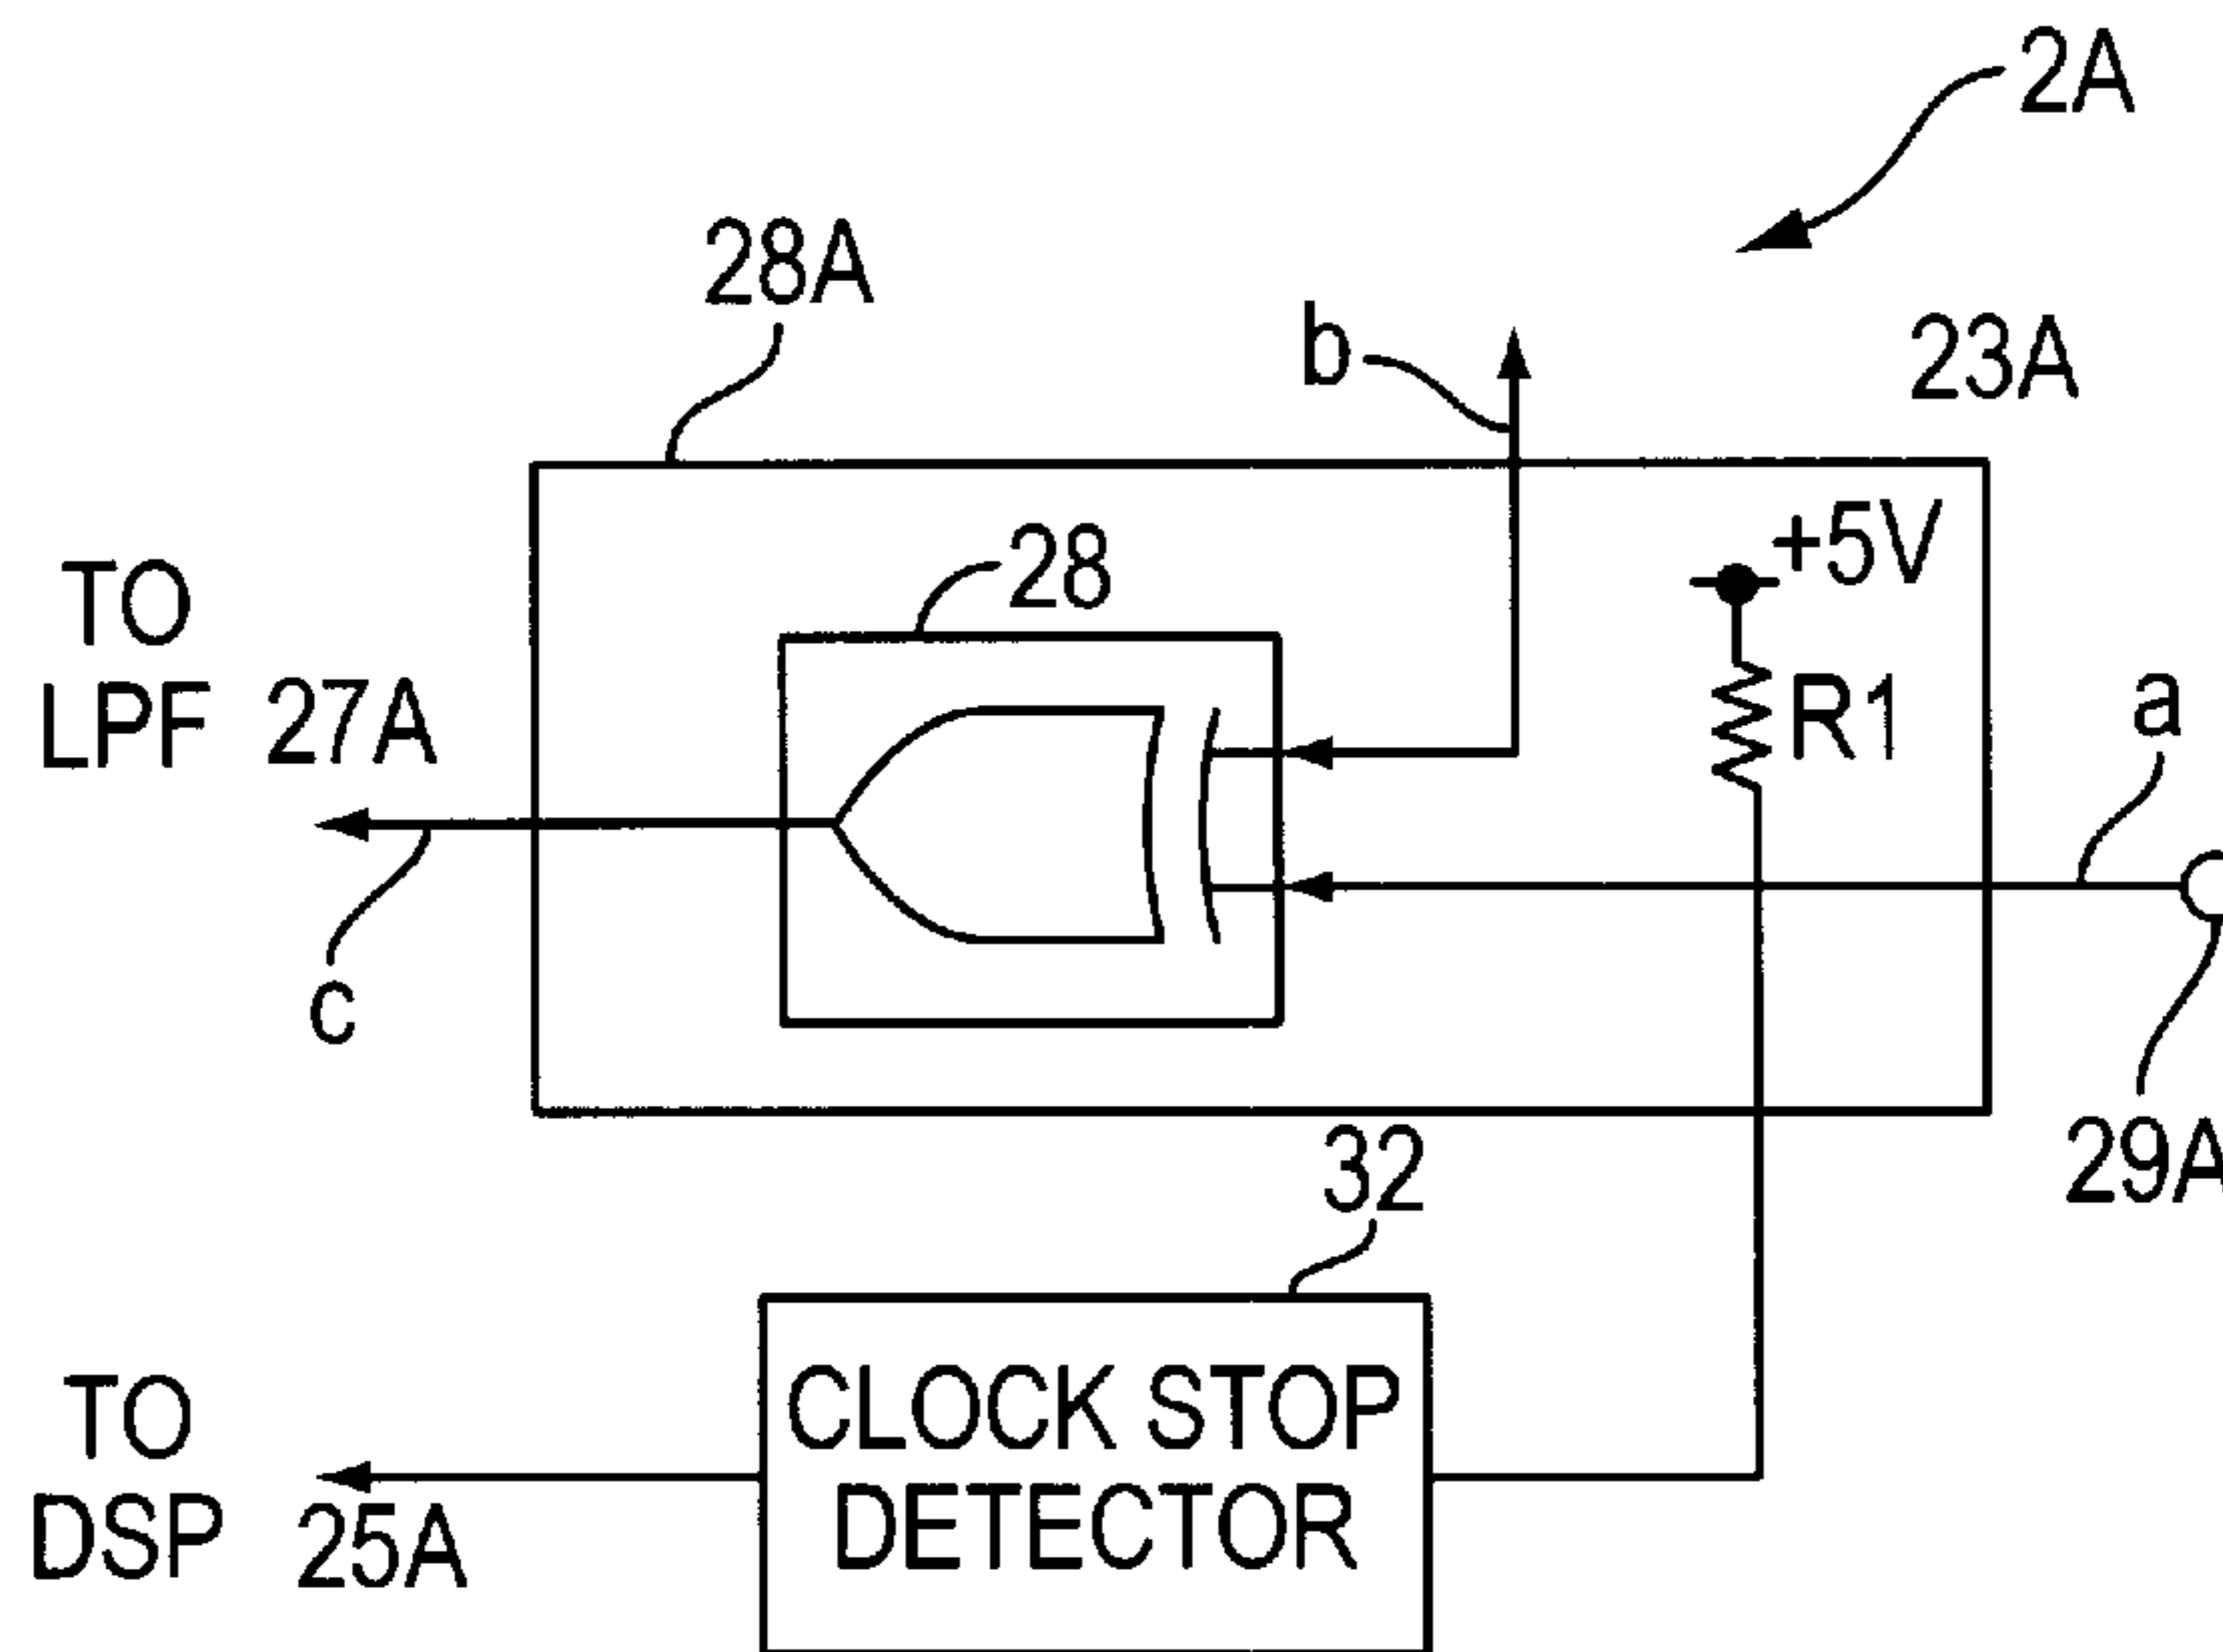 2A
28A
b
23A
+5V
28
TO
LPF 27A
R1
a
c
29A
32
CLOCK STOP
DETECTOR
TO
DSP 25A